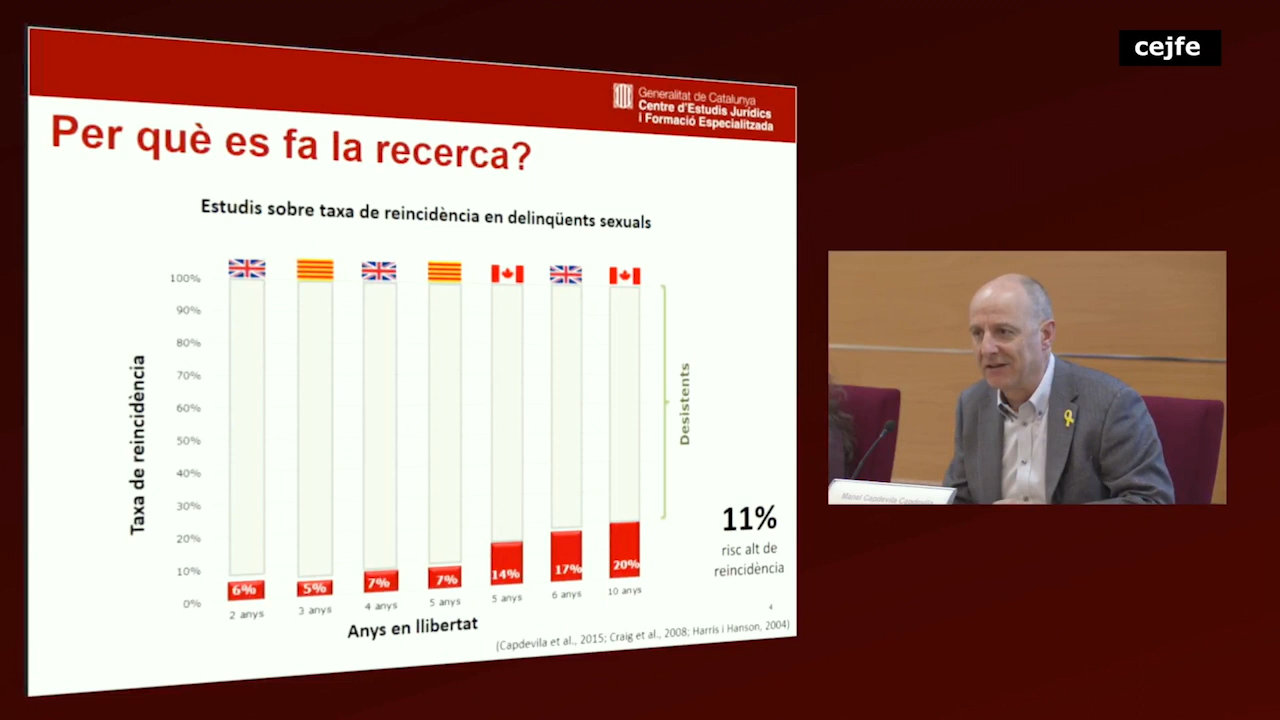 cejfe
Generalitat de Catalunya
Centre d'Estudis Jurídics
i Formació Especialitzada
Per què es fa la recerca?
Estudis sobre taxa de reincidència en delinqüents sexuals
Taxa de reincidència
100%
90%
80%
70%
60%
50%
40%
30%
20%
10%
0%
6%
5%
7%
7%
14%
17%
20%
2 anys
3 anys
4 anys
5 anys
5 anys
6 anys
10 anys
Anys en llibertat
Desistents
11%
risc alt de
reincidència
4
(Capdevila et al., 2015; Craig et al., 2008; Harris i Hanson, 2004)
Manel Capdevila Capdevila